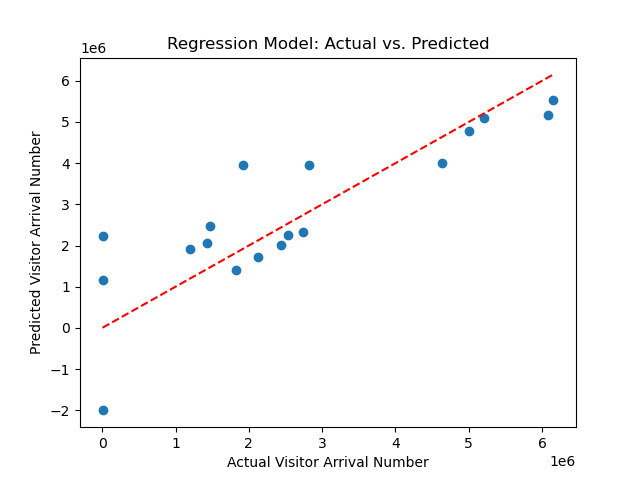 Regression Model: Actual vs. Predicted
1e6
6
5
4
3
2
1
0
−1
−2
Predicted Visitor Arrival Number
0 1 2 3 4 5 6
1e6
Actual Visitor Arrival Number